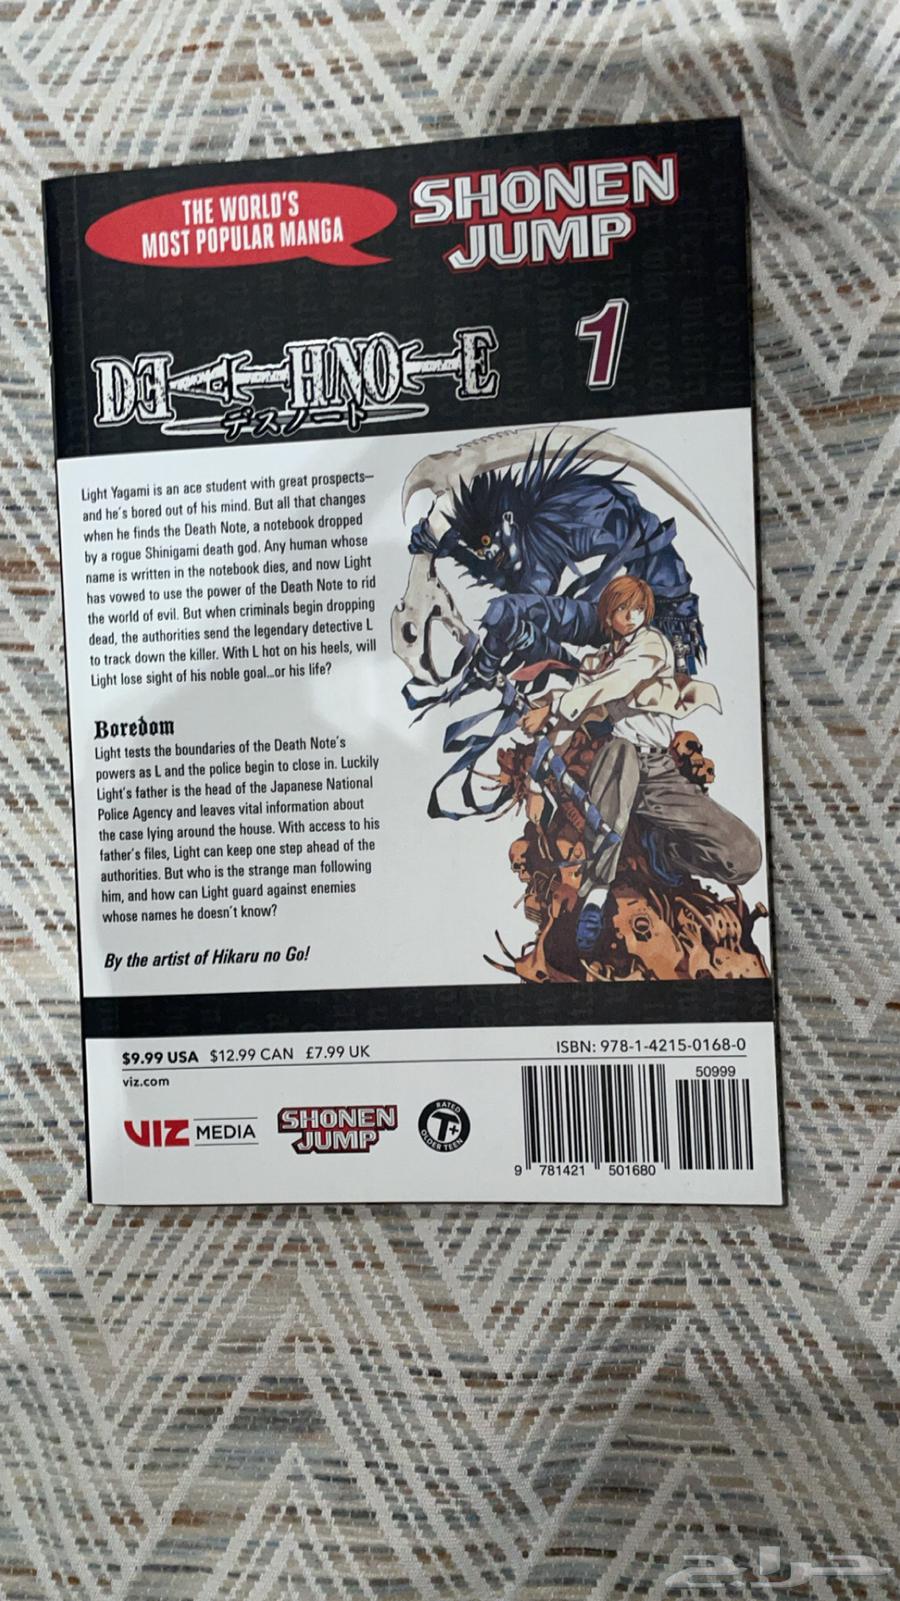 THE WORLD'S
MOST POPULAR MANGA
SHONEN
JUMP
DEATH NOTE
デスノート
1
Light Yagami is an ace student with great prospects—
and he's bored out of his mind. But all that changes
when he finds the Death Note, a notebook dropped
by a rogue Shinigami death god. Any human whose
name is written in the notebook dies, and now Light
has vowed to use the power of the Death Note to rid
the world of evil. But when criminals begin dropping
dead, the authorities send the legendary detective L
to track down the killer. With L hot on his heels, will
Light lose sight of his noble goal...or his life?
Boredom
Light tests the boundaries of the Death Note's
powers as L and the police begin to close in. Luckily
Light's father is the head of the Japanese National
Police Agency and leaves vital information about
the case lying around the house. With access to his
father's files, Light can keep one step ahead of the
authorities. But who is the strange man following
him, and how can Light guard against enemies
whose names he doesn't know?
By the artist of Hikaru no Go!
$9.99 USA $12.99 CAN £7.99 UK
viz.com
ISBN: 978-1-4215-0168-0
50999
VIZ MEDIA
SHONEN
JUMP
RATED
T+
OLDER TEEN
9 781421 501680
حراج